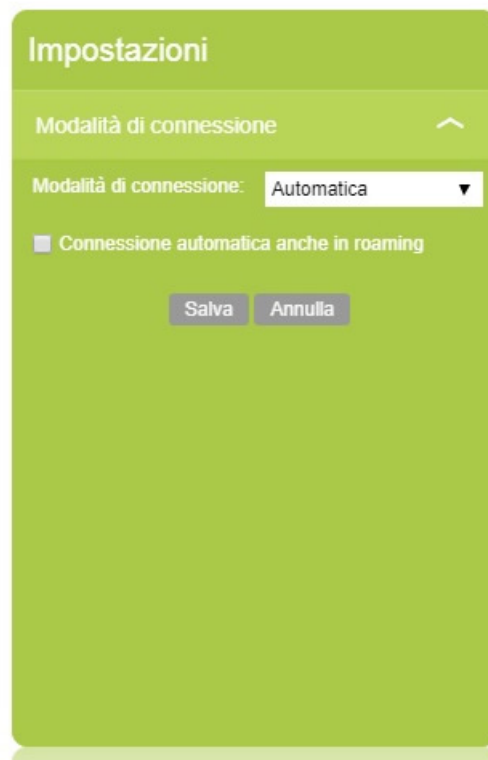 Impostazioni
Modalità di connessione
Modalità di connessione: Automatica
Connessione automatica anche in roaming
Salva Annulla